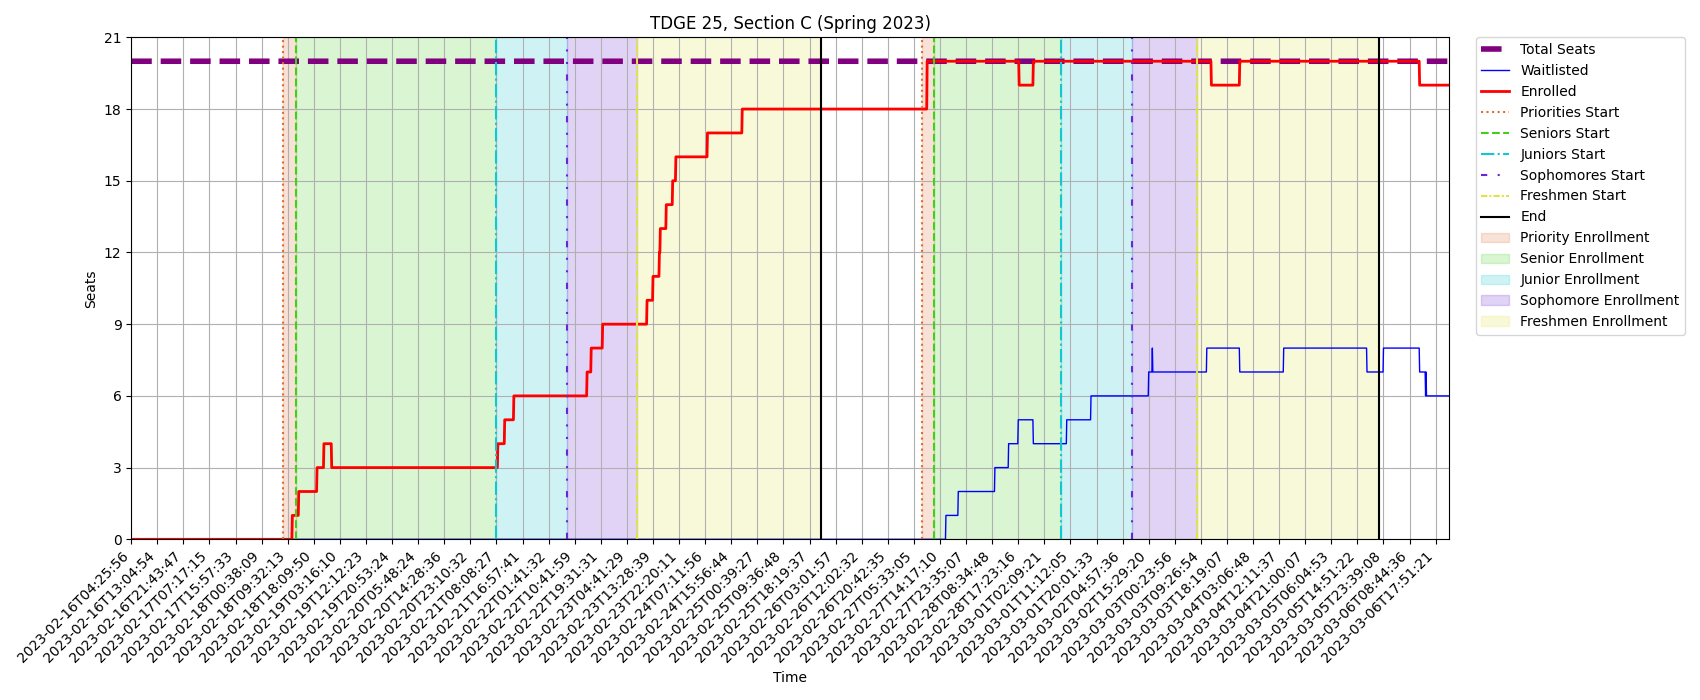 TDGE 25, Section C (Spring 2023)
21
18
15
12
9
6
3
0
Seats
2023-02-16T04:25:56
2023-02-16T13:04:54
2023-02-16T21:43:47
2023-02-17T07:17:15
2023-02-17T15:57:33
2023-02-18T00:38:09
2023-02-18T09:32:13
2023-02-18T18:09:50
2023-02-19T03:16:10
2023-02-19T12:12:23
2023-02-19T20:53:24
2023-02-20T05:48:24
2023-02-20T14:28:36
2023-02-20T23:10:32
2023-02-21T08:08:27
2023-02-21T16:57:41
2023-02-22T01:41:32
2023-02-22T10:41:59
2023-02-22T19:31:31
2023-02-23T04:41:29
2023-02-23T13:28:39
2023-02-23T22:20:11
2023-02-24T07:11:56
2023-02-24T15:56:44
2023-02-25T00:39:27
2023-02-25T09:36:48
2023-02-25T18:19:37
2023-02-26T03:01:57
2023-02-26T12:02:32
2023-02-26T20:42:35
2023-02-27T05:33:05
2023-02-27T14:17:10
2023-02-27T23:35:07
2023-02-28T08:34:48
2023-02-28T17:23:16
2023-03-01T02:09:21
2023-03-01T11:12:05
2023-03-01T20:01:33
2023-03-02T04:57:36
2023-03-02T15:29:20
2023-03-03T00:23:56
2023-03-03T09:26:54
2023-03-03T18:19:07
2023-03-04T03:06:48
2023-03-04T12:11:37
2023-03-04T21:00:07
2023-03-05T06:04:53
2023-03-05T14:51:22
2023-03-05T23:39:08
2023-03-06T08:44:36
2023-03-06T17:51:21
Time
Total Seats
Waitlisted
Enrolled
Priorities Start
Seniors Start
Juniors Start
Sophomores Start
Freshmen Start
End
Priority Enrollment
Senior Enrollment
Junior Enrollment
Sophomore Enrollment
Freshmen Enrollment